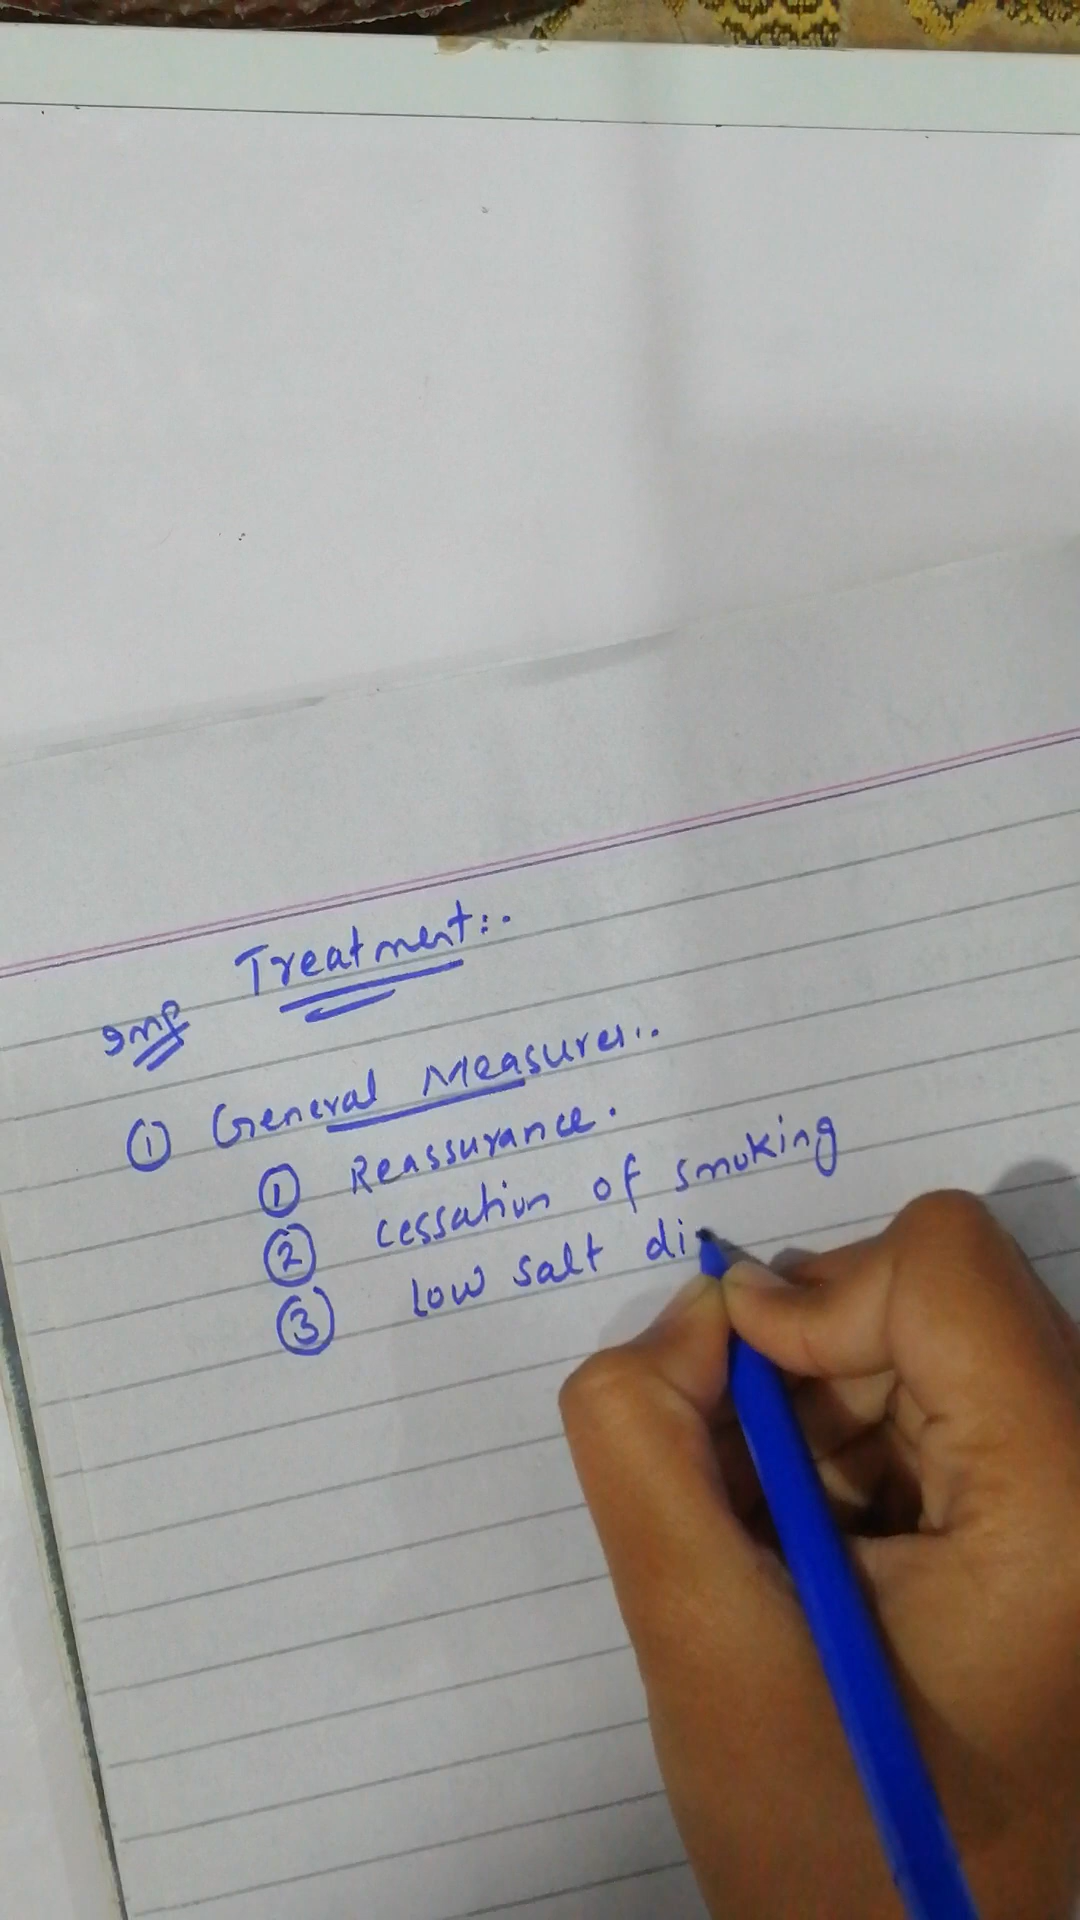 Treatment:-
Imp
① General Measures:-
① Reassurance.
② cessation of smoking
③ low salt di